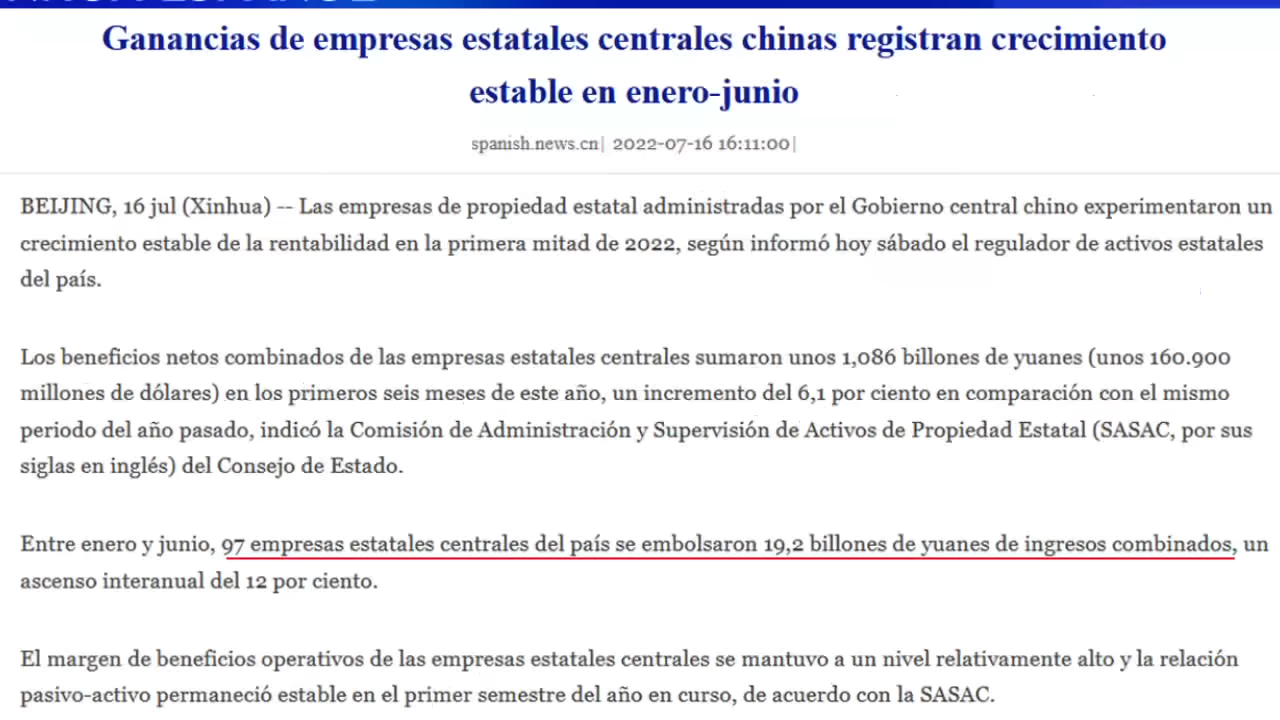 Ganancias de empresas estatales centrales chinas registran crecimiento
estable en enero-junio
spanish.news.cn| 2022-07-16 16:11:00|
BEIJING, 16 jul (Xinhua) -- Las empresas de propiedad estatal administradas por el Gobierno central chino experimentaron un
crecimiento estable de la rentabilidad en la primera mitad de 2022, según informó hoy sábado el regulador de activos estatales
del país.
Los beneficios netos combinados de las empresas estatales centrales sumaron unos 1,086 billones de yuanes (unos 160.900
millones de dólares) en los primeros seis meses de este año, un incremento del 6,1 por ciento en comparación con el mismo
periodo del año pasado, indicó la Comisión de Administración y Supervisión de Activos de Propiedad Estatal (SASAC, por sus
siglas en inglés) del Consejo de Estado.
Entre enero y junio, 97 empresas estatales centrales del país se embolsaron 19,2 billones de yuanes de ingresos combinados, un
ascenso interanual del 12 por ciento.
El margen de beneficios operativos de las empresas estatales centrales se mantuvo a un nivel relativamente alto y la relación
pasivo-activo permaneció estable en el primer semestre del año en curso, de acuerdo con la SASAC.